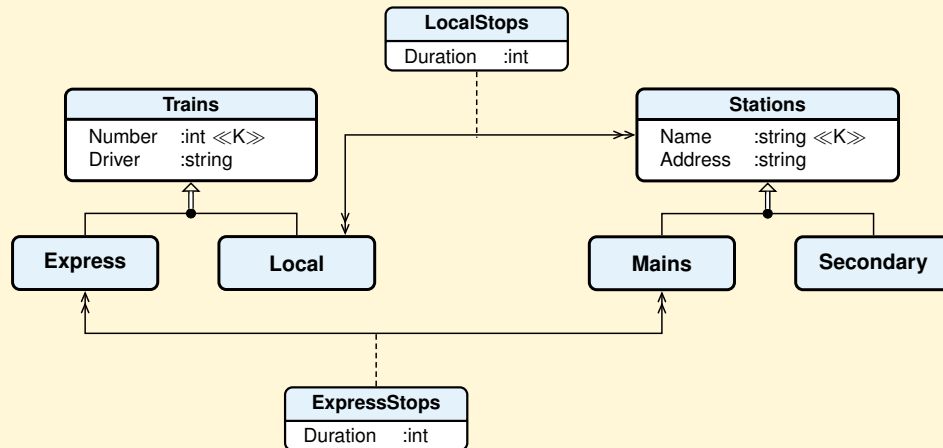 LocalStops
Duration :int
Trains
Number :int ≪K≫
Driver :string
Stations
Name :string ≪K≫
Address :string
Express
Local
Mains
Secondary
ExpressStops
Duration :int